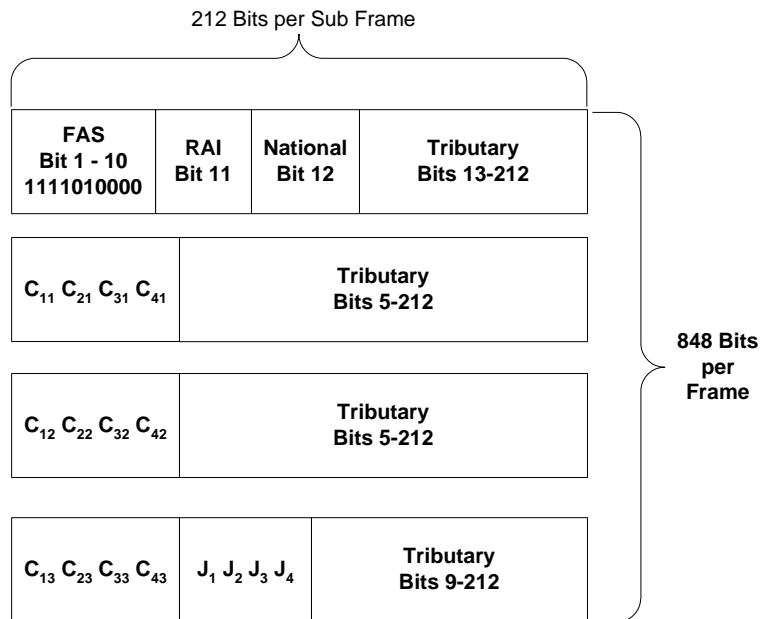 212 Bits per Sub Frame
FAS
Bit 1 - 10
1111010000
RAI
Bit 11
National
Bit 12
Tributary
Bits 13-212
C₁₁ C₂₁ C₃₁ C₄₁
Tributary
Bits 5-212
848 Bits
per
Frame
C₁₂ C₂₂ C₃₂ C₄₂
Tributary
Bits 5-212
C₁₃ C₂₃ C₃₃ C₄₃
J₁ J₂ J₃ J₄
Tributary
Bits 9-212